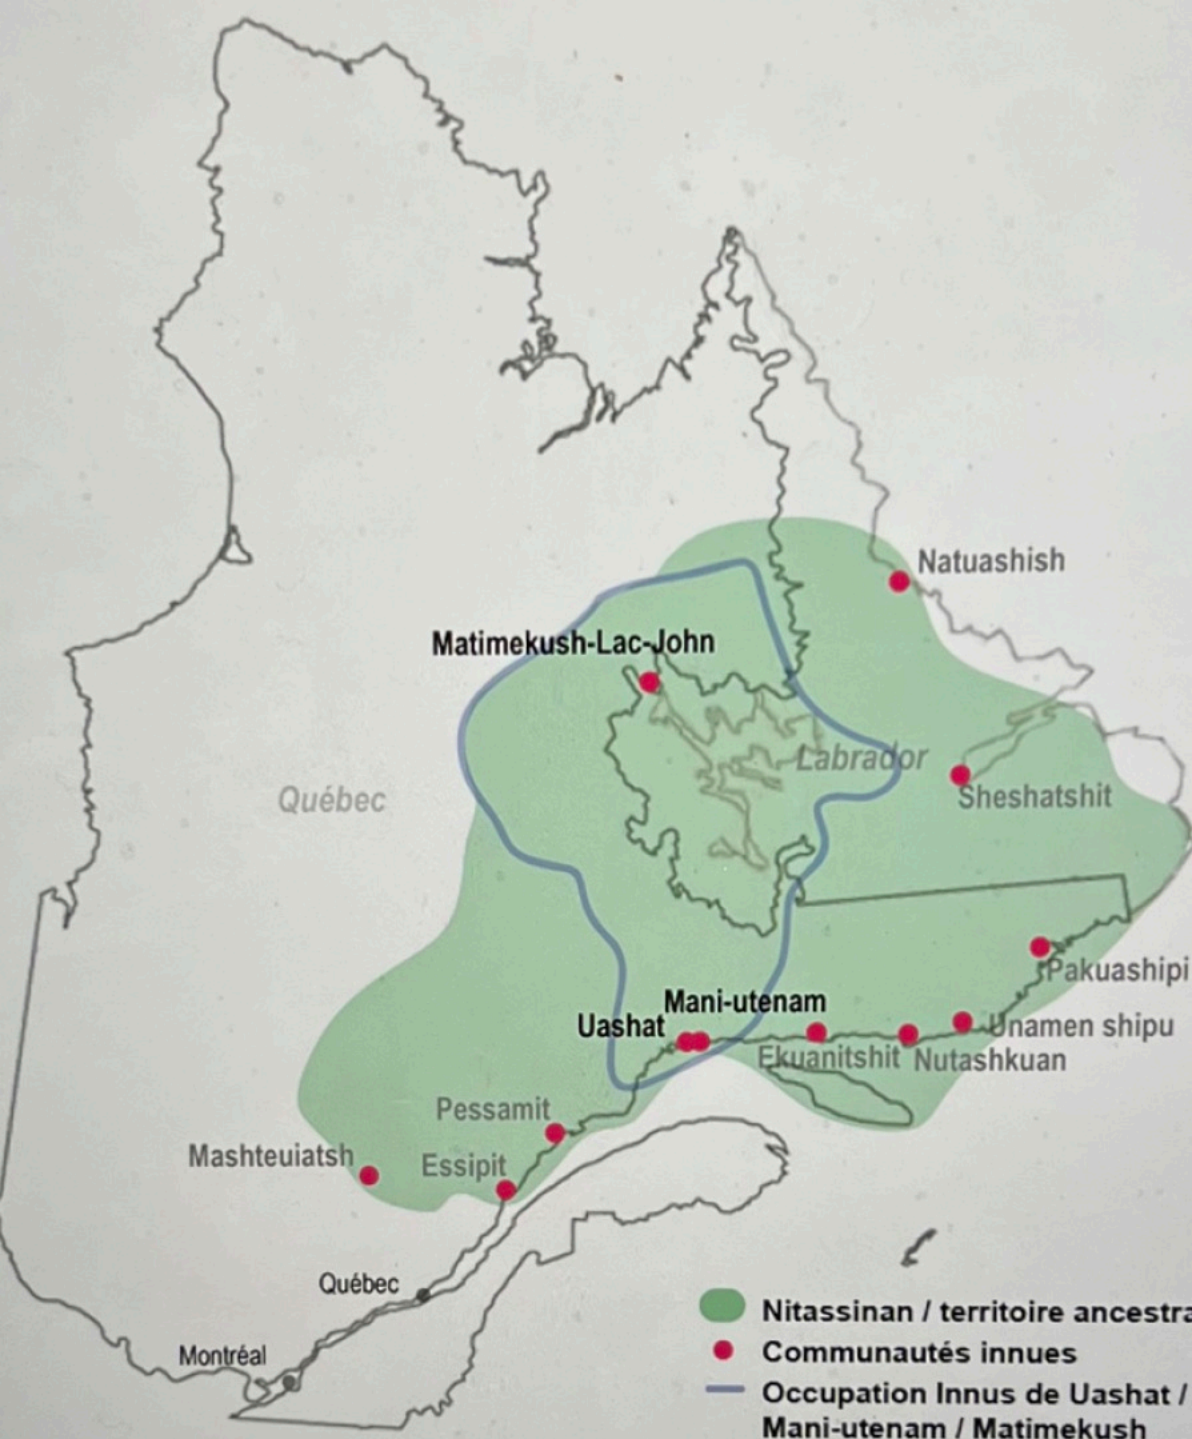 Natuashish
Matimekush-Lac-John
Labrador
Québec
Sheshatshit
Pakuashipi
Mani-utenam
Uashat
Unamen shipu
Ekuanitshit
Nutashkuan
Pessamit
Mashteuiatsh
Essipit
Québec
Montréal
Nitassinan / territoire ancestra
Communautés innues
Occupation Innus de Uashat /
Mani-utenam / Matimekush